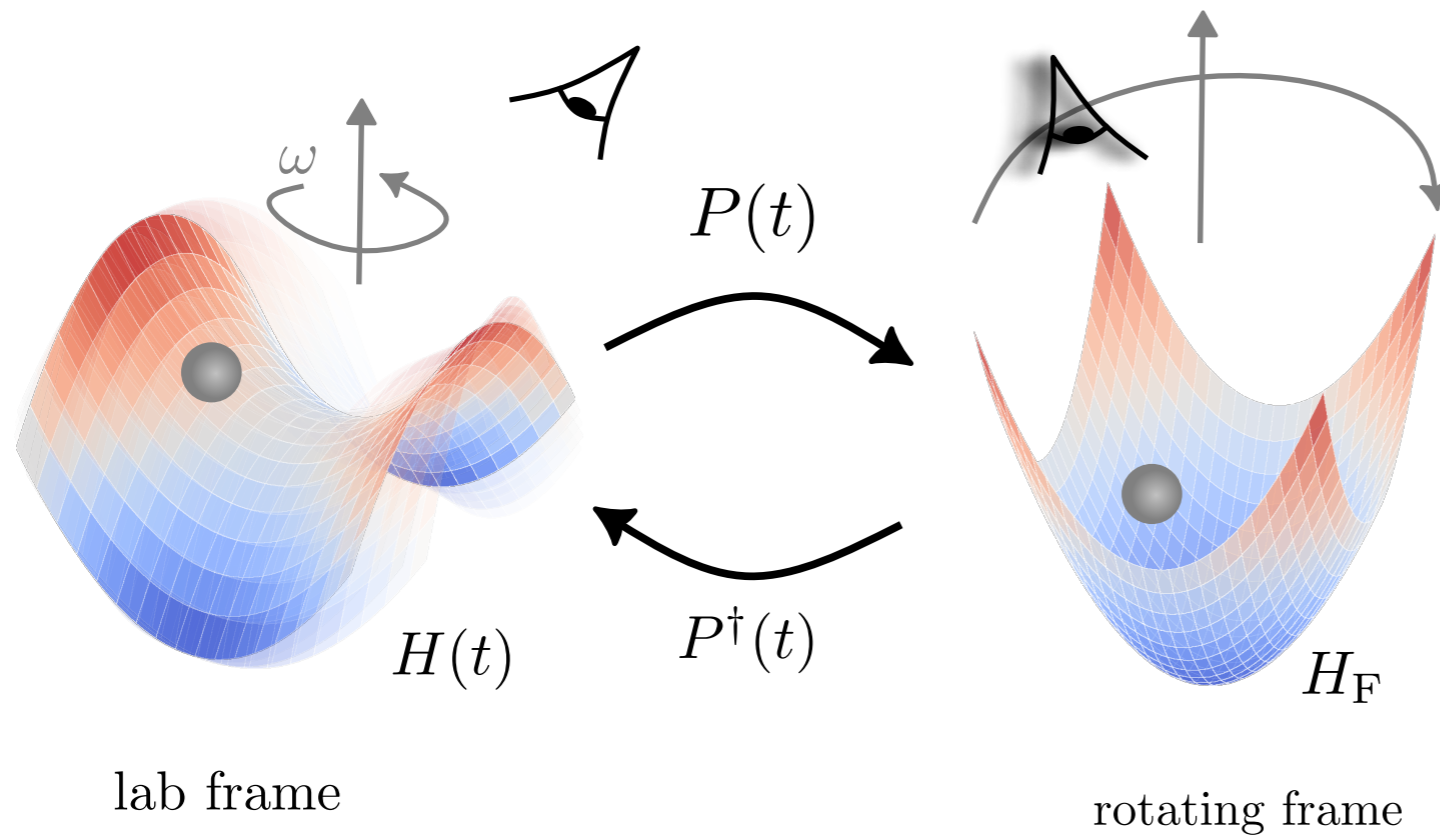 ω
P(t)
P†(t)
H(t)
H_F
lab frame
rotating frame